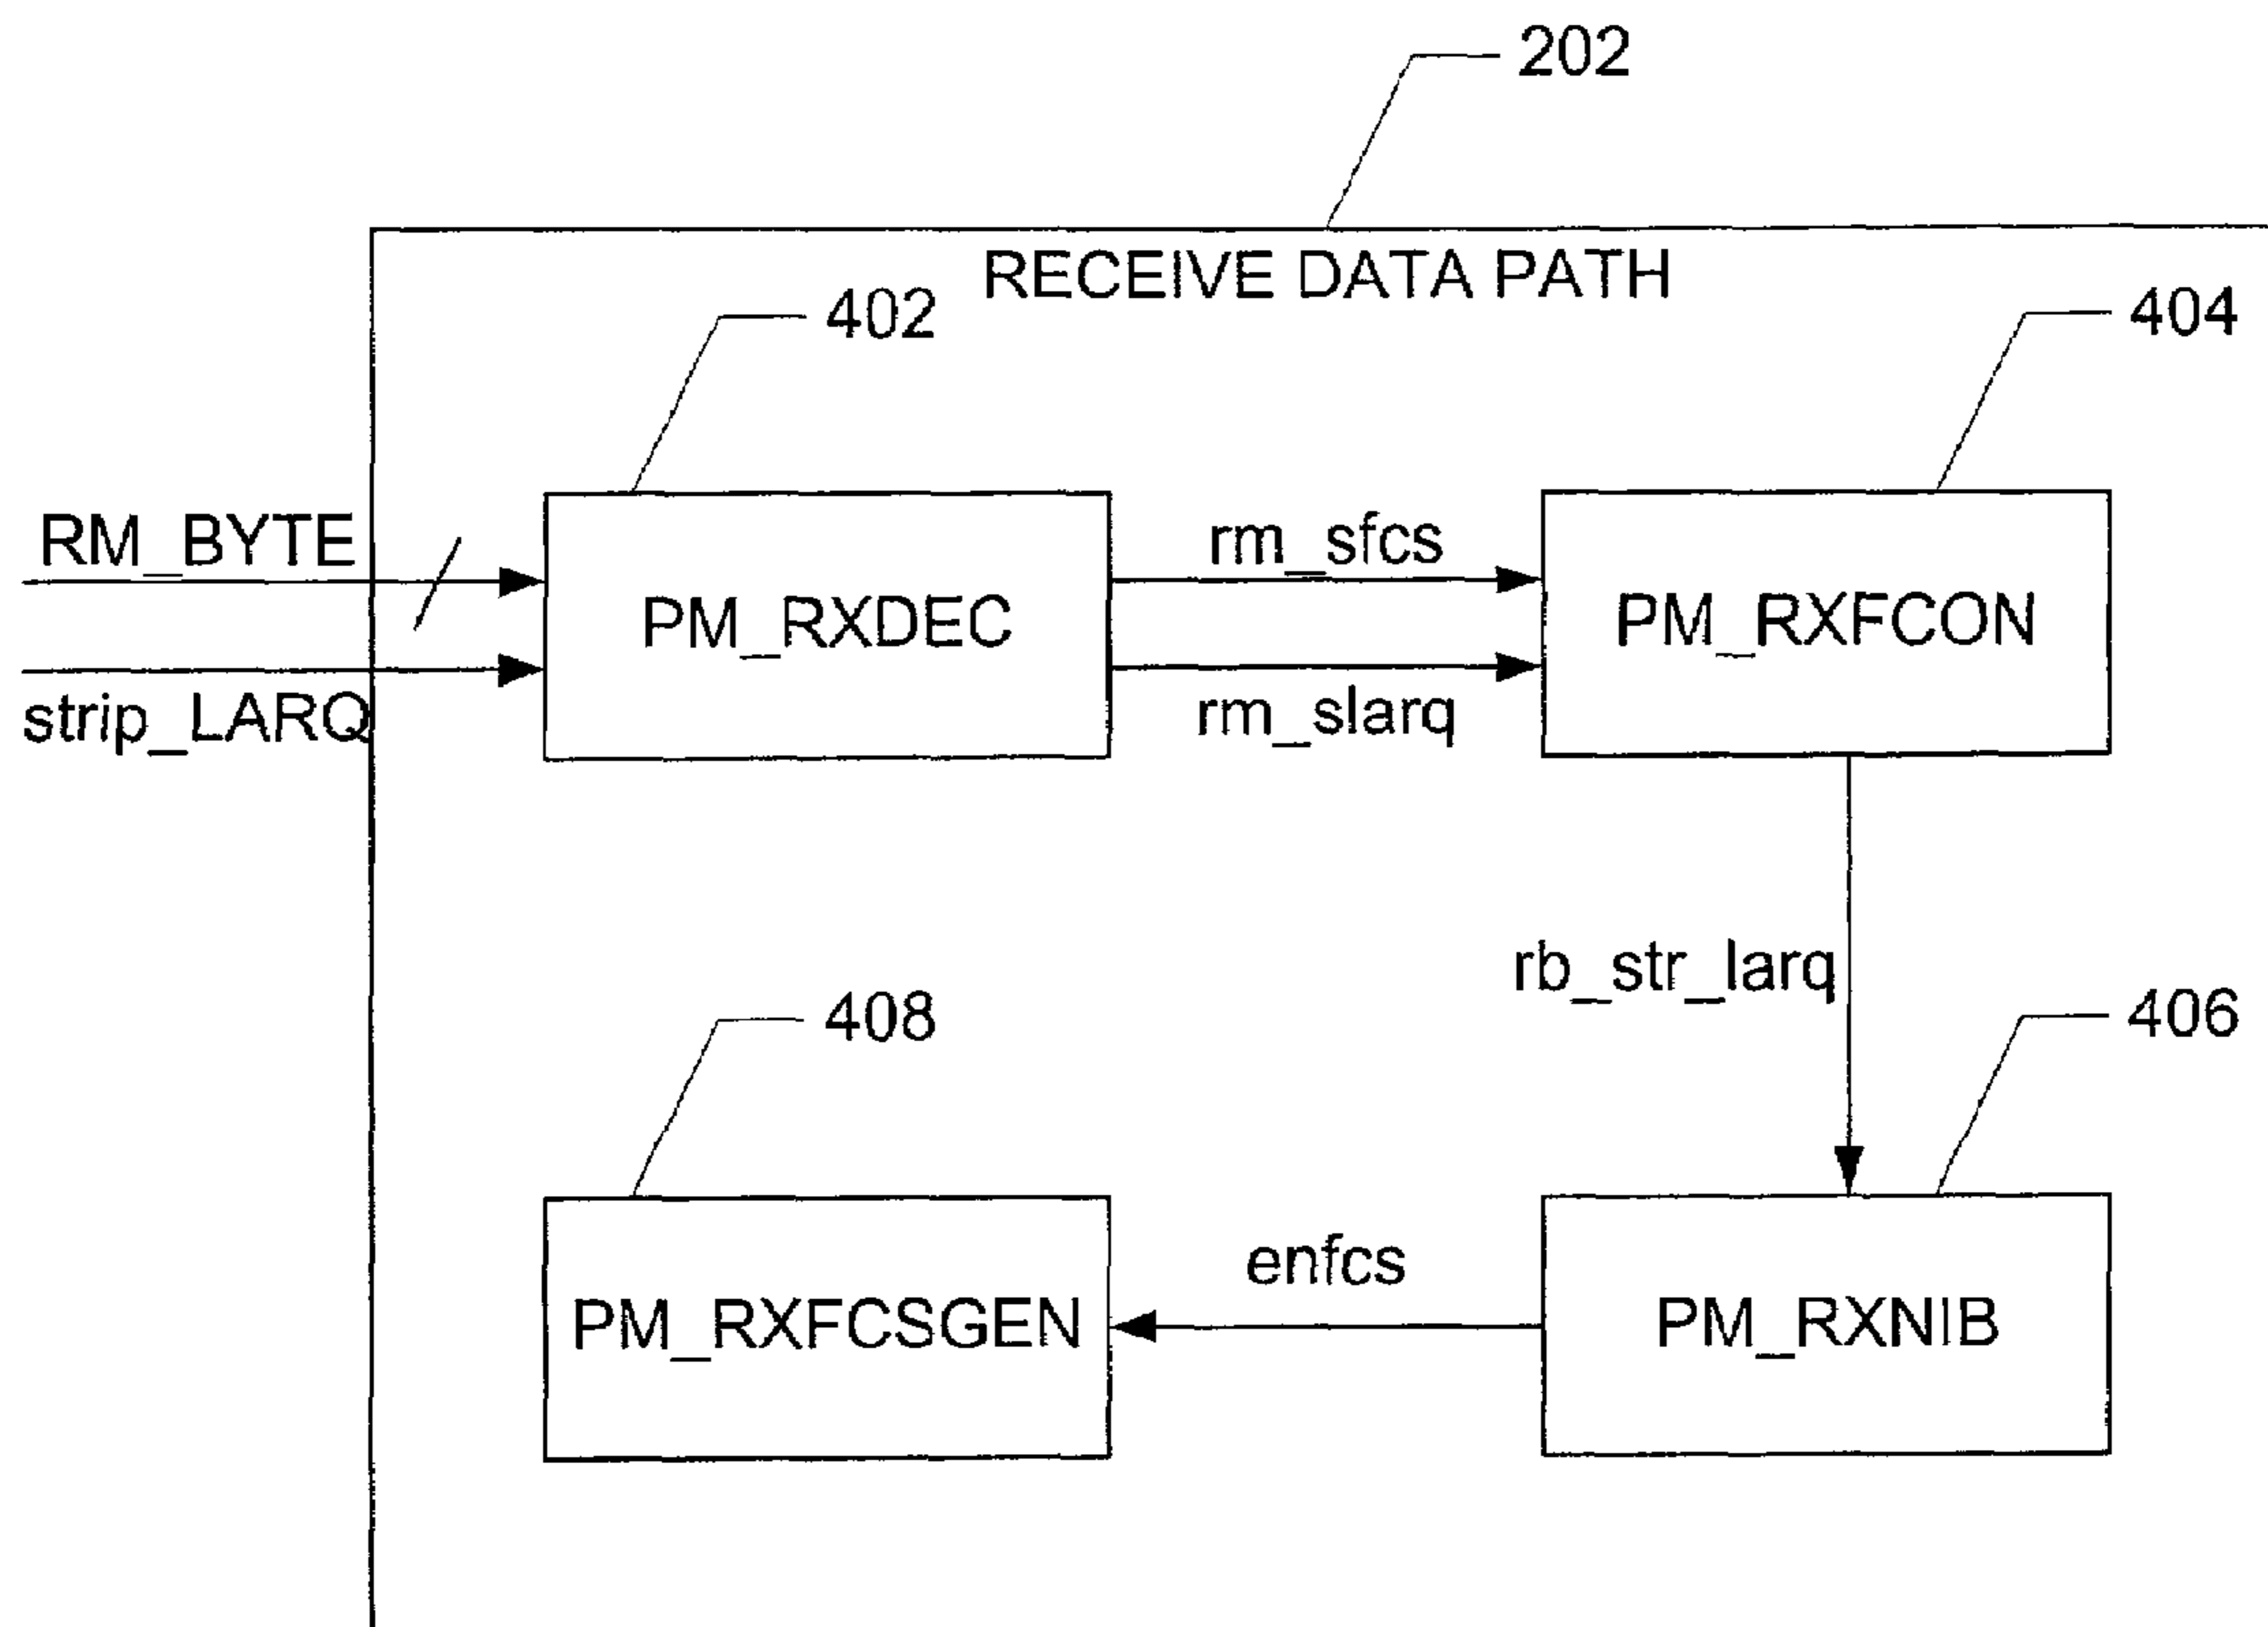 202
RECEIVE DATA PATH
402
404
RM_BYTE
rm_sfcs
PM_RXDEC
PM_RXFCON
strip_LARQ
rm_slarq
rb_str_larq
408
406
enfcs
PM_RXFCSGEN
PM_RXNIB